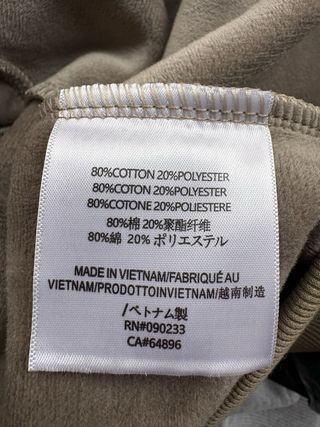 80%COTTON 20%POLYESTER
80%COTON 20%POLYESTER
80%COTONE 20%POLIESTERE
80%棉 20%聚酯纤维
80%綿 20% ポリエステル
MADE IN VIETNAM/FABRIQUÉ AU
VIETNAM/PRODOTTOINVIETNAM/越南制造
/ベトナム製
RN#090233
CA#64896